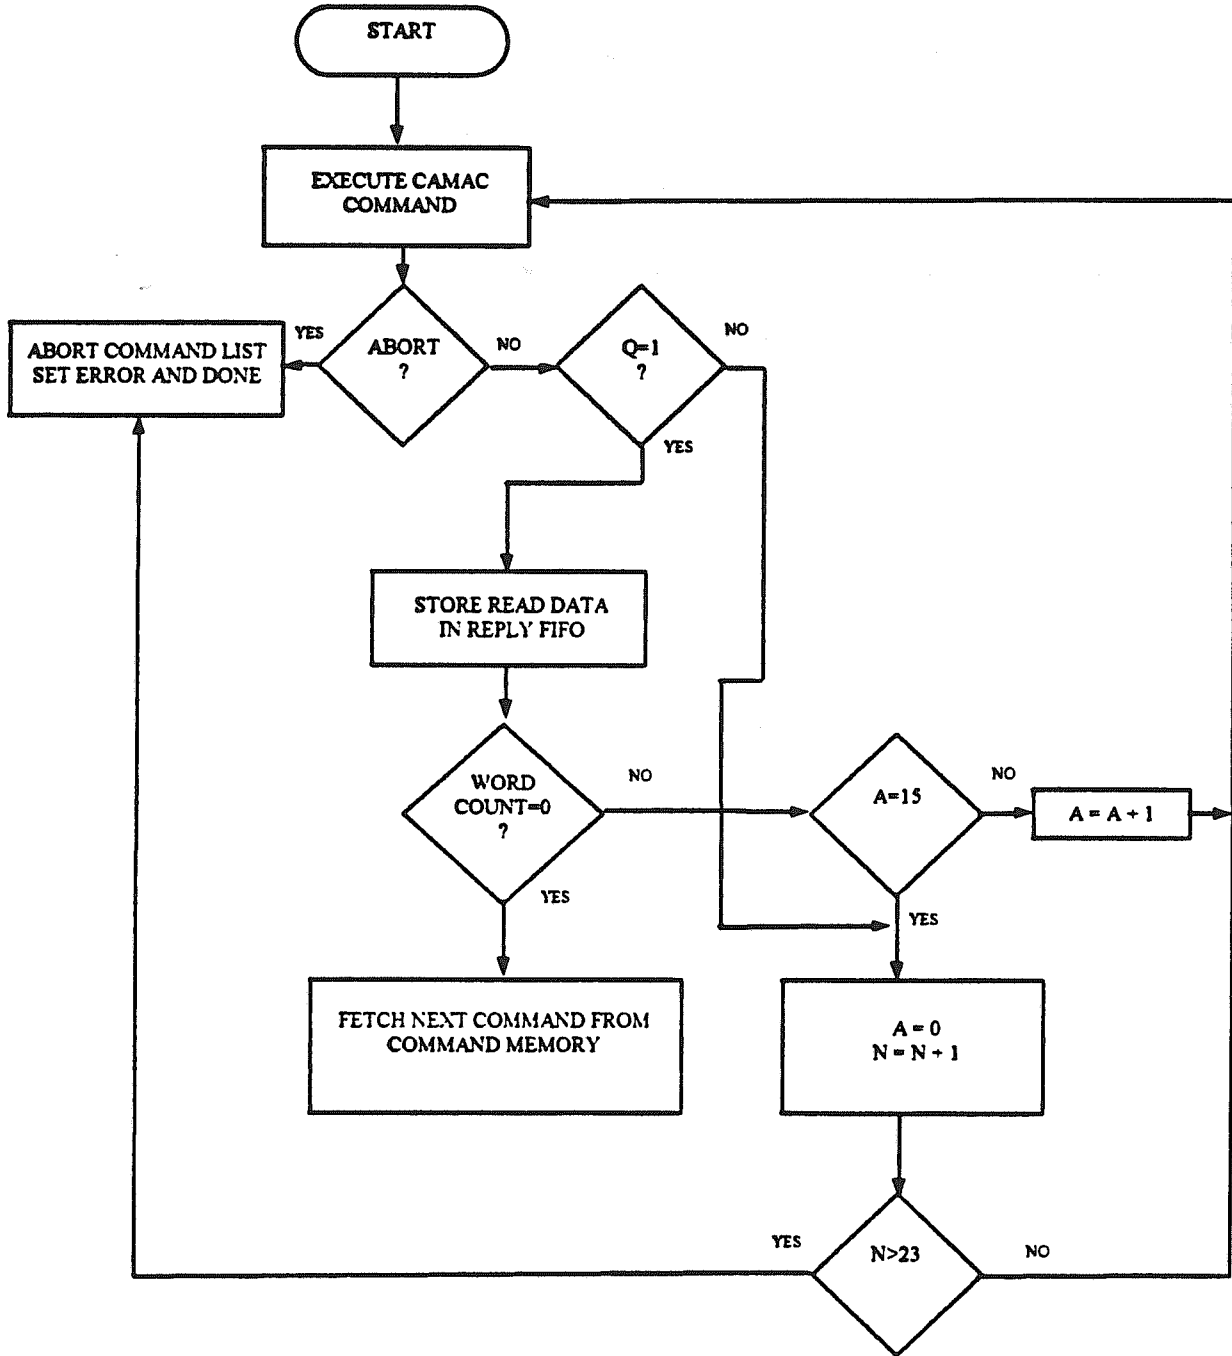 START
EXECUTE CAMAC
COMMAND
YES
ABORT COMMAND LIST
SET ERROR AND DONE
ABORT
?
NO
Q=1
?
NO
YES
STORE READ DATA
IN REPLY FIFO
WORD
COUNT=0
?
NO
YES
A=15
NO
A = A + 1
YES
FETCH NEXT COMMAND FROM
COMMAND MEMORY
A = 0
N = N + 1
YES
N>23
NO